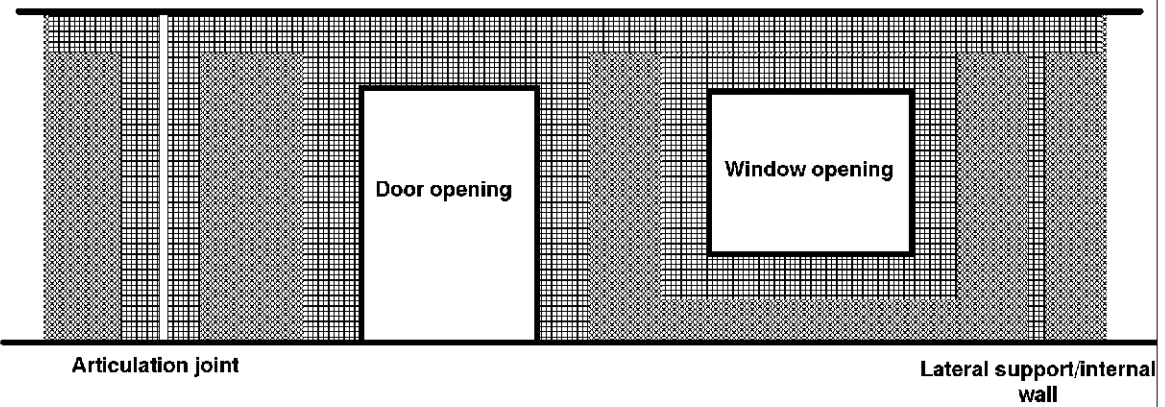 Door opening
Window opening
Articulation joint
Lateral support/internal
wall